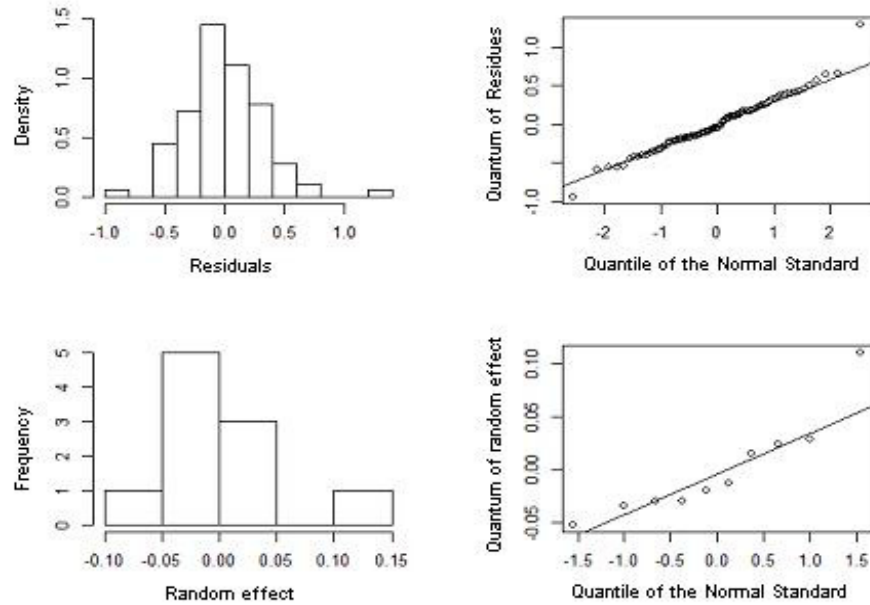 Density
0.0 0.5 1.0 1.5
-1.0 -0.5 0.0 0.5 1.0
Residuals
Quantum of Residues
-1.0 0.0 0.5 1.0
-2 -1 0 1 2
Quantile of the Normal Standard
Frequency
0 1 2 3 4 5
-0.10 -0.05 0.00 0.05 0.10 0.15
Random effect
Quantum of random effect
-0.05 0.00 0.05 0.10
-1.5 -1.0 -0.5 0.0 0.5 1.0 1.5
Quantile of the Normal Standard